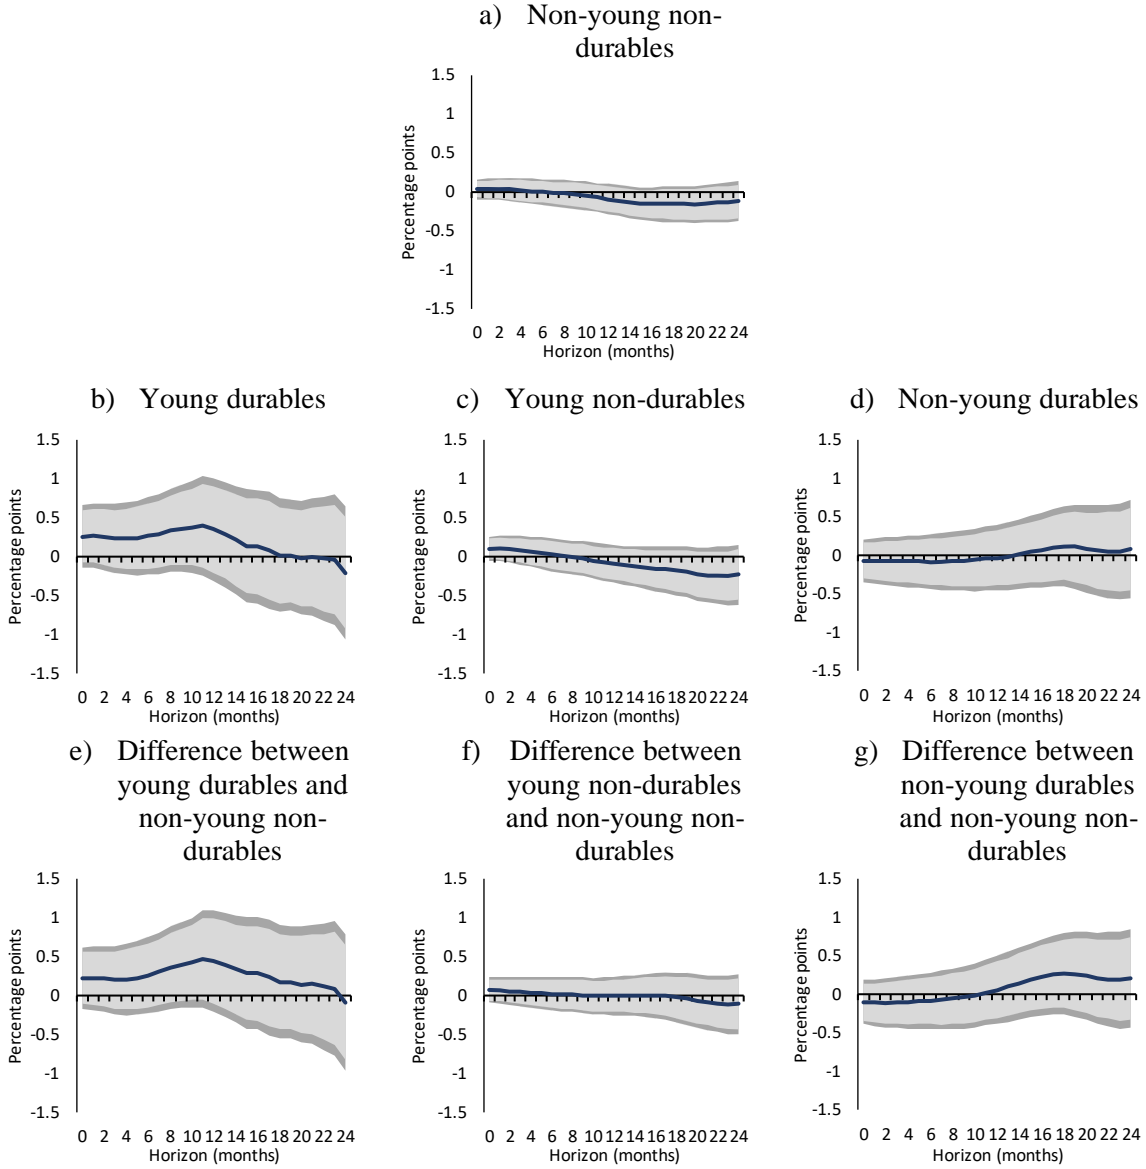 a) Non-young non-
durables
1.5
1
0.5
0
-0.5
-1
-1.5
Percentage points
0 2 4 6 8 10 12 14 16 18 20 22 24
Horizon (months)
b) Young durables
1.5
1
0.5
0
-0.5
-1
-1.5
Percentage points
0 2 4 6 8 10 12 14 16 18 20 22 24
Horizon (months)
c) Young non-durables
1.5
1
0.5
0
-0.5
-1
-1.5
Percentage points
0 2 4 6 8 10 12 14 16 18 20 22 24
Horizon (months)
d) Non-young durables
1.5
1
0.5
0
-0.5
-1
-1.5
Percentage points
0 2 4 6 8 10 12 14 16 18 20 22 24
Horizon (months)
e) Difference between
young durables and
non-young non-
durables
1.5
1
0.5
0
-0.5
-1
-1.5
Percentage points
0 2 4 6 8 10 12 14 16 18 20 22 24
Horizon (months)
f) Difference between
young non-durables
and non-young non-
durables
1.5
1
0.5
0
-0.5
-1
-1.5
Percentage points
0 2 4 6 8 10 12 14 16 18 20 22 24
Horizon (months)
g) Difference between
non-young durables
and non-young non-
durables
1.5
1
0.5
0
-0.5
-1
-1.5
Percentage points
0 2 4 6 8 10 12 14 16 18 20 22 24
Horizon (months)